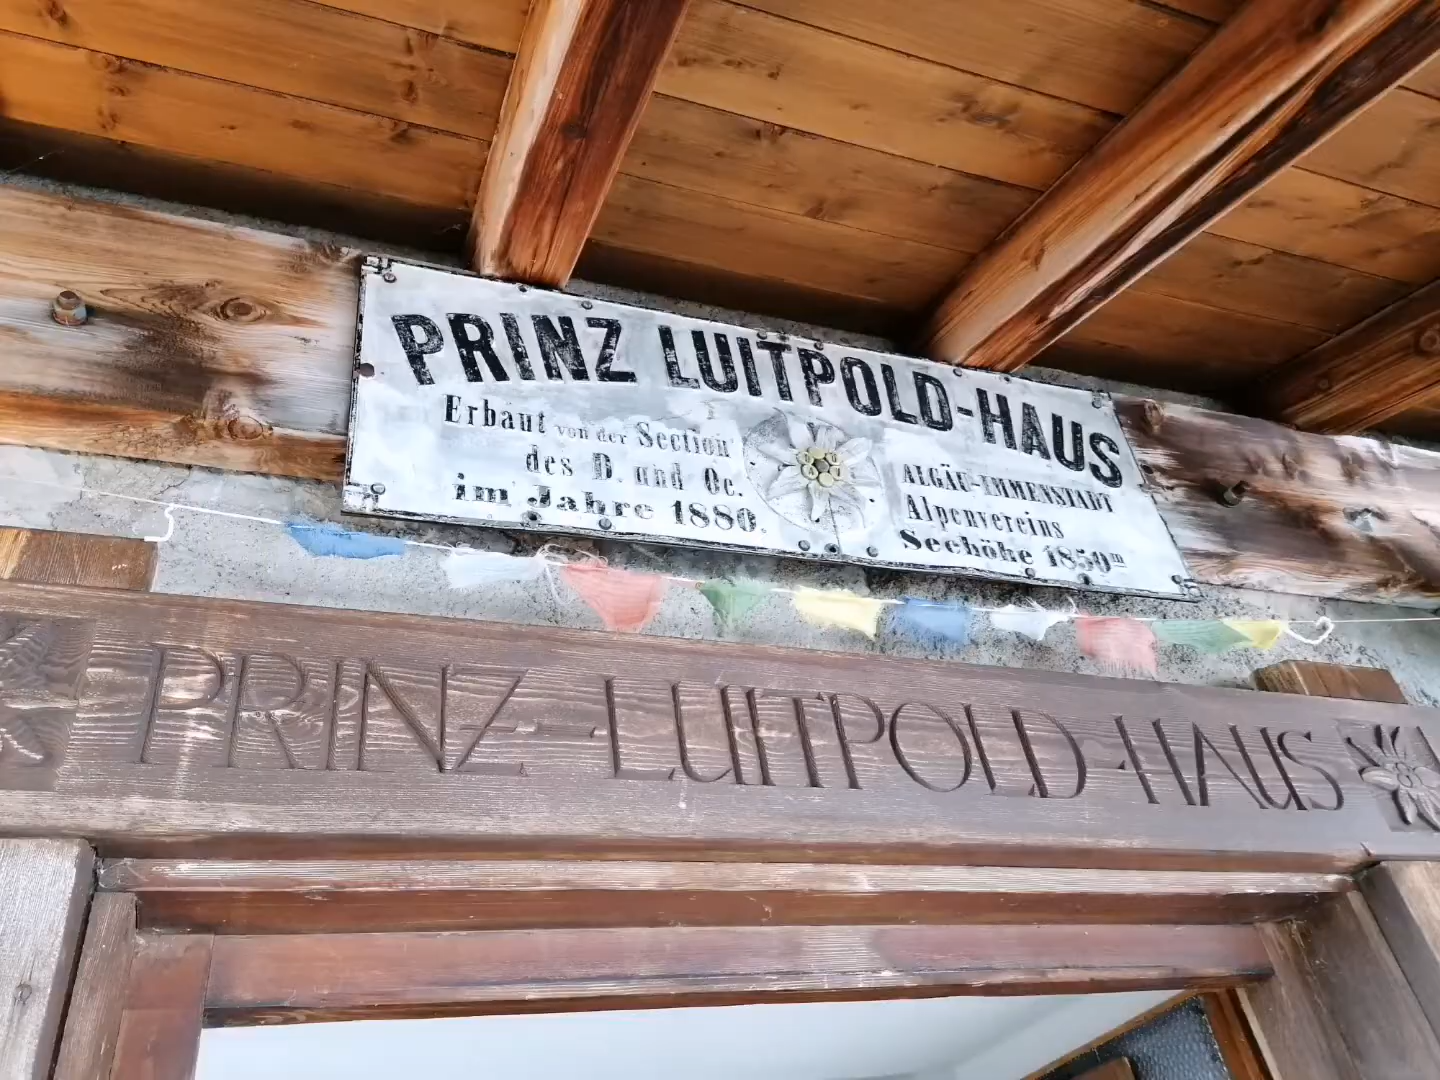 PRINZ LUITPOLD-HAUS
Erbaut von der Section ALGÄU-IMMENSTADT
des D. und Oe. Alpenvereins
im Jahre 1880. Seehöhe 1850m
PRINZ-LUITPOLD-HAUS